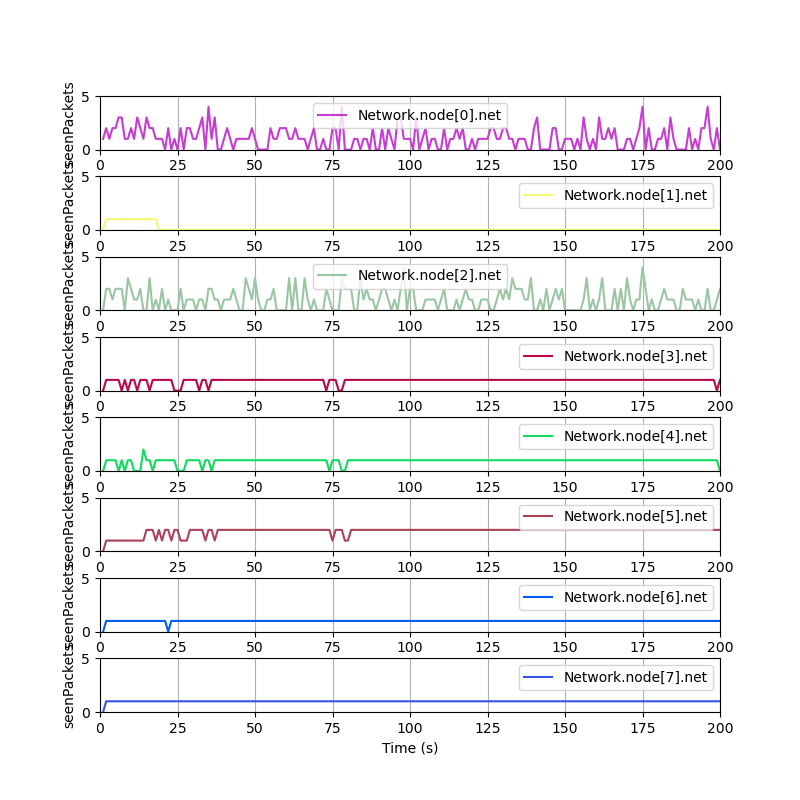 seenPackets
5
0
Network.node[0].net
0 25 50 75 100 125 150 175 200
seenPackets
5
0
Network.node[1].net
0 25 50 75 100 125 150 175 200
seenPackets
5
0
Network.node[2].net
0 25 50 75 100 125 150 175 200
seenPackets
5
0
Network.node[3].net
0 25 50 75 100 125 150 175 200
seenPackets
5
0
Network.node[4].net
0 25 50 75 100 125 150 175 200
seenPackets
5
0
Network.node[5].net
0 25 50 75 100 125 150 175 200
seenPackets
5
0
Network.node[6].net
0 25 50 75 100 125 150 175 200
seenPackets
5
0
Network.node[7].net
0 25 50 75 100 125 150 175 200
Time (s)